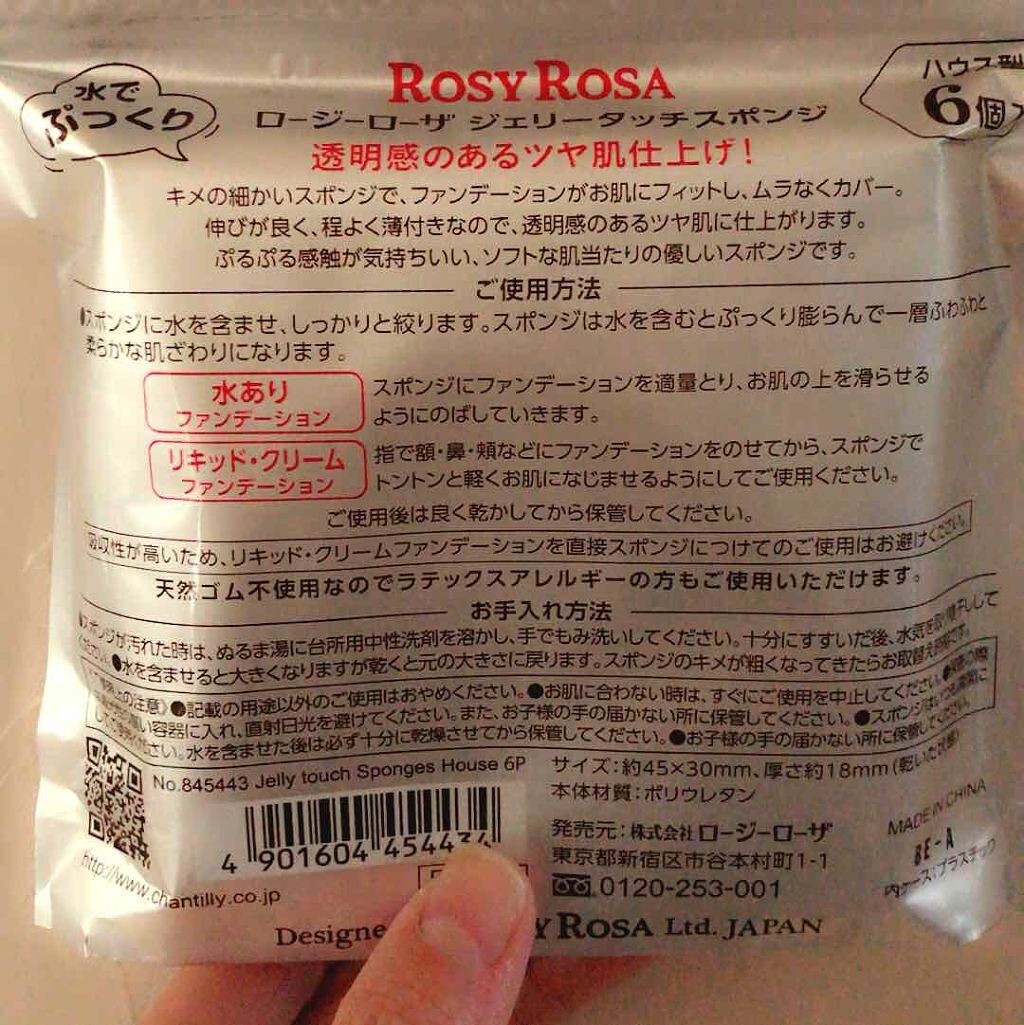 水で
ぷっくり
ROSY ROSA
ロージーローザ ジェリータッチスポンジ
ハウス型
6個
透明感のあるツヤ肌仕上げ!
キメの細かいスポンジで、ファンデーションがお肌にフィットし、ムラなくカバー。
伸びが良く、程よく薄付きなので、透明感のあるツヤ肌に仕上がります。
ぷるぷる感触が気持ちいい、ソフトな肌当たりの優しいスポンジです。
ご使用方法
●スポンジに水を含ませ、しっかりと絞ります。スポンジは水を含むとぷっくり膨らんで一層ふわふわと
柔らかな肌ざわりになります。
水あり
ファンデーション
スポンジにファンデーションを適量とり、お肌の上を滑らせる
ようにのばしていきます。
リキッド・クリーム
ファンデーション
指で額・鼻・頬などにファンデーションをのせてから、スポンジで
トントンと軽くお肌になじませるようにしてご使用ください。
ご使用後は良く乾かしてから保管してください。
吸収性が高いため、リキッド・クリームファンデーションを直接スポンジにつけてのご使用はお避けください。
天然ゴム不使用なのでラテックスアレルギーの方もご使用いただけます。
お手入れ方法
●スポンジが汚れた時は、ぬるま湯に台所用中性洗剤を溶かし、手でもみ洗いしてください。十分にすすいだ後、水気を取り陰干しして
ください。●水を含ませると大きくなりますが乾くと元の大きさに戻ります。スポンジのキメが粗くなってきたらお取替え
上の注意》●記載の用途以外のご使用はおやめください。●お肌に合わない時は、すぐにご使用を中止してください。
容器に入れ、直射日光を避けてください。また、お子様の手の届かない所に保管してください。●スポンジは
ください。水を含ませた後は必ず十分に乾燥させてから保管してください。●お子様の手の届かない所に保管してください。
No.845443 Jelly touch Sponges House 6P
4 901604 454434
http://www.chantilly.co.jp
サイズ:約45×30mm、厚さ約18mm(乾いた状態)
本体材質:ポリウレタン
発売元:株式会社 ロージーローザ
東京都新宿区市谷本村町1-1
0120-253-001
MADE IN CHINA
BE-A
内ケース:プラスチック
Designe
Y ROSA Ltd. JAPAN